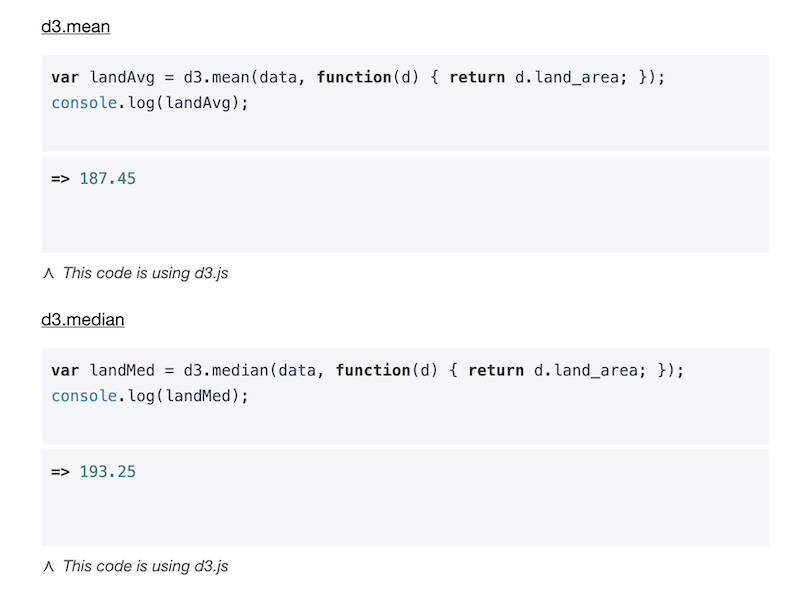 d3.mean
var landAvg = d3.mean(data, function(d) { return d.land_area; });
console.log(landAvg);
=> 187.45
∧ This code is using d3.js
d3.median
var landMed = d3.median(data, function(d) { return d.land_area; });
console.log(landMed);
=> 193.25
∧ This code is using d3.js